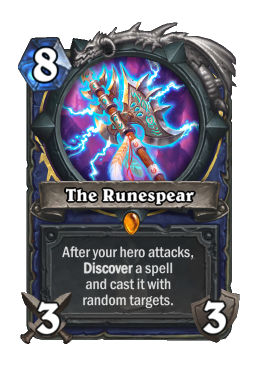 8
The Runespear
After your hero attacks,
Discover a spell
and cast it with
random targets.
3
3